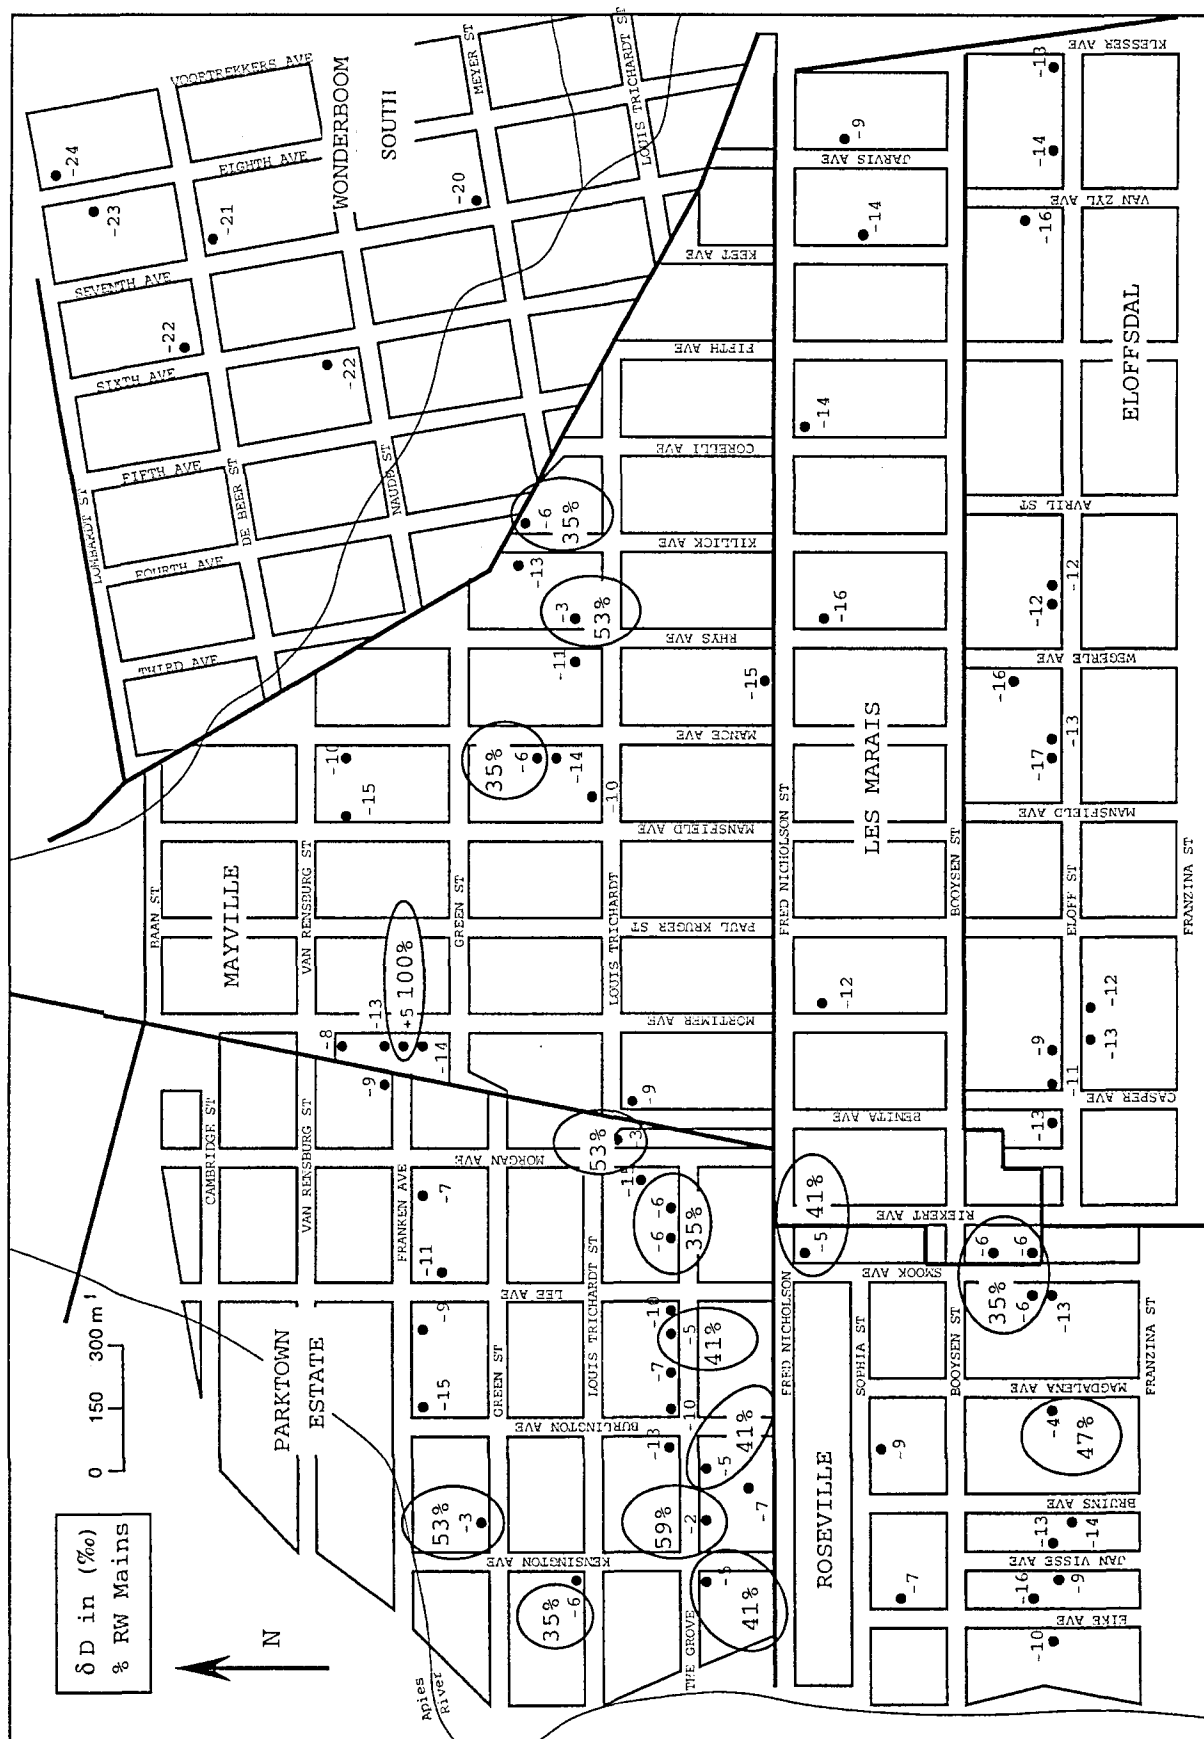 δD in (‰)
% RW Mains
N
0 150 300 m
PARKTOWN
ESTATE
MAYVILLE
WONDERBOOM
SOUTH
ROSEVILLE
LES MARAIS
ELOFFSDAL
Apies
River
LOMBARDT ST
VOORTREKKERS AVE
EIGHTH AVE
SEVENTH AVE
SIXTH AVE
FIFTH AVE
FOURTH AVE
THIRD AVE
DE BEER ST
NAUDE ST
MEYER ST
LOUIS TRICHARDT ST
BAAN ST
VAN RENSBURG ST
GREEN ST
LOUIS TRICHARDT
CAMBRIDGE ST
VAN RENSBURG ST
FRANKEN AVE
GREEN ST
LOUIS TRICHARDT ST
THE GROVE
KENSINGTON AVE
BURLINGTON AVE
LEE AVE
MORGAN AVE
MORTIMER AVE
PAUL KRUGER ST
MANSFIELD AVE
MANCE AVE
RHYS AVE
KILLICK AVE
CORELLI AVE
FIFTH AVE
KEET AVE
FRED NICHOLSON
FRED NICHOLSON ST
JARVIS AVE
BENITA AVE
RIEKERT AVE
SMOOK AVE
SOPHIA ST
BOOYSEN ST
BOOYSEN ST
MAGDALENA AVE
BRUINS AVE
JAN VISSE AVE
EIKE AVE
FRANZINA ST
CASPER AVE
ELOFF ST
MANSFIELD AVE
WEGERLE AVE
AVRIL ST
VAN ZYL AVE
KLESSER AVE
FRANZINA ST
-24
-23
-21
-20
-22
-22
-10
-15
-8
-13
+5 100%
-14
-9
-6
35%
-13
-3
53%
-11
35%
-6
-14
-10
-15
-9
53%
-3
-7
-11
-9
-15
-6 -6
35%
-10
-5
41%
-7
-10
-13
-5
41%
53%
-3
59%
-2
-7
35%
-6
-5
41%
-5
41%
-9
-14
-14
-16
-12
-13
-14
-16
-12
-12
-16
-13
-17
-12
-13
-9
-11
-13
-6
-6
35%
-6
-13
-9
-4
47%
-7
-13
-14
-16
-9
-10